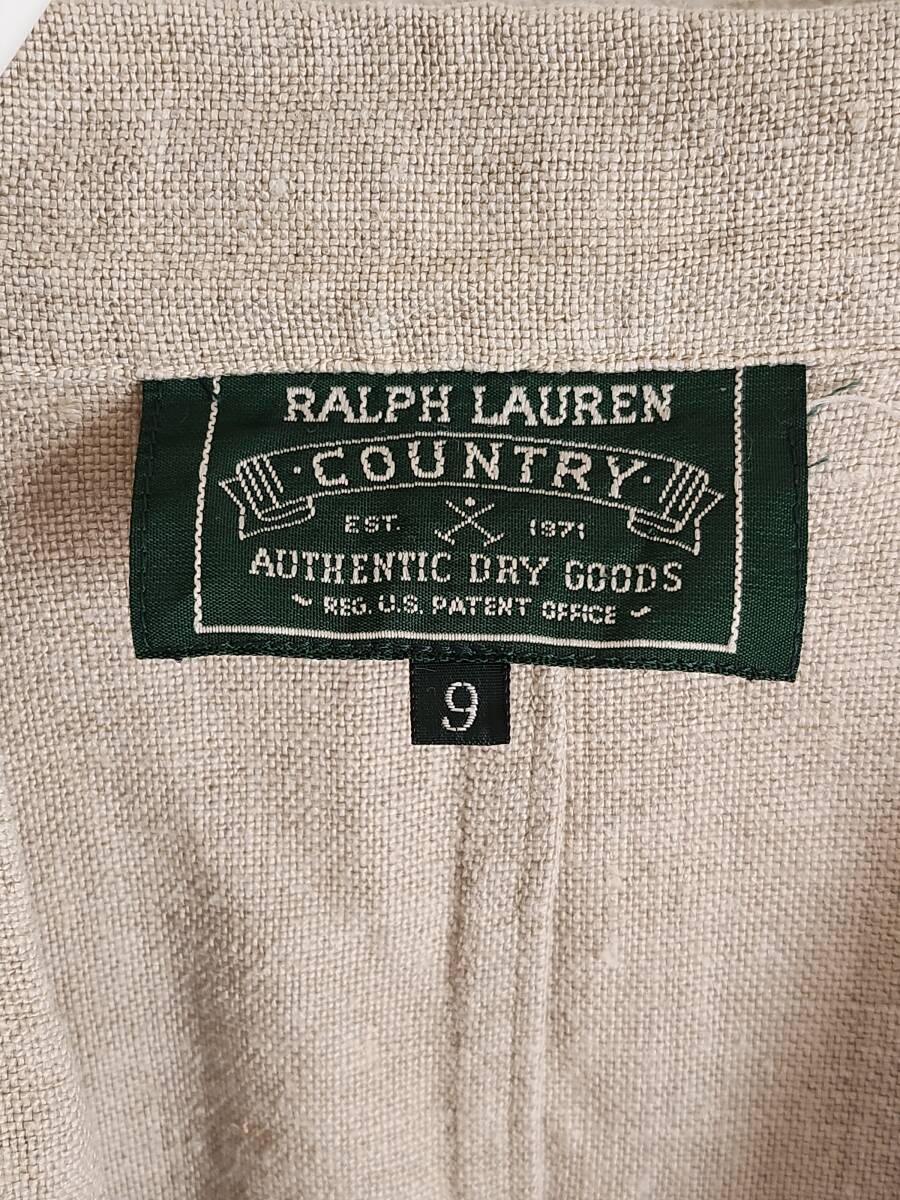 RALPH LAUREN
·COUNTRY·
EST. 1971
AUTHENTIC DRY GOODS
~ REG. U.S. PATENT OFFICE ~
9